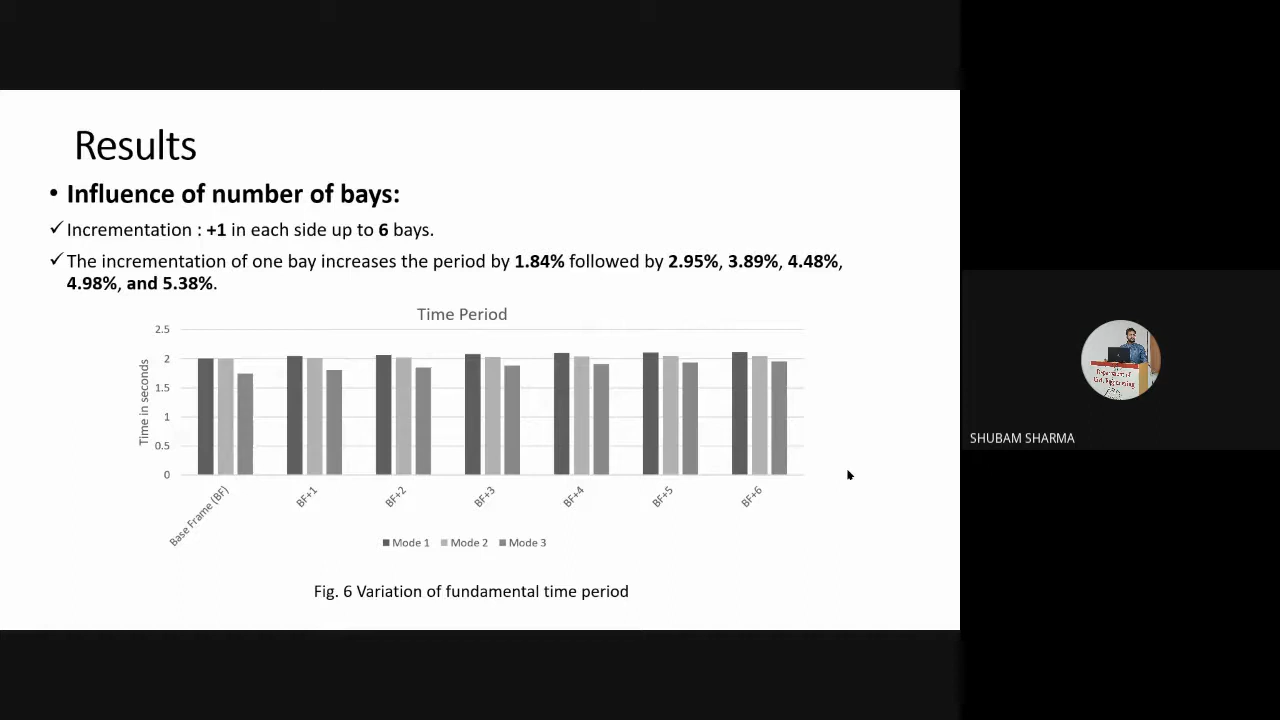 Results
• Influence of number of bays:
✓ Incrementation : +1 in each side up to 6 bays.
✓ The incrementation of one bay increases the period by 1.84% followed by 2.95%, 3.89%, 4.48%,
4.98%, and 5.38%.
Time Period
Time in seconds
2.5
2
1.5
1
0.5
0
Base Frame (BF) BF+1 BF+2 BF+3 BF+4 BF+5 BF+6
Mode 1 Mode 2 Mode 3
Fig. 6 Variation of fundamental time period
Department of
Civil Engineering
SHUBAM SHARMA